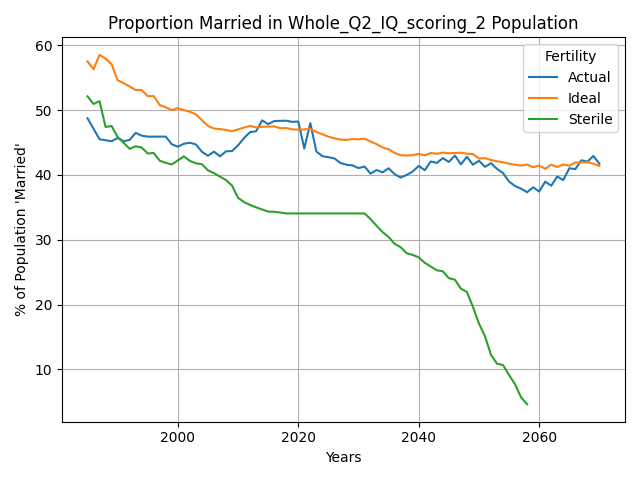 Proportion Married in Whole_Q2_IQ_scoring_2 Population
Fertility
Actual
Ideal
Sterile
% of Population 'Married'
60
50
40
30
20
10
2000
2020
2040
2060
Years